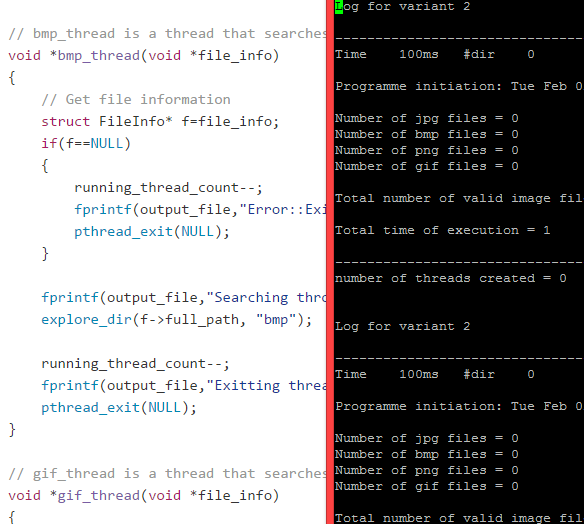 // bmp_thread is a thread that searches
void *bmp_thread(void *file_info)
{
// Get file information
struct FileInfo* f=file_info;
if(f==NULL)
{
running_thread_count--;
fprintf(output_file,"Error::Exi
pthread_exit(NULL);
}
fprintf(output_file,"Searching thr
explore_dir(f->full_path, "bmp");
running_thread_count--;
fprintf(output_file,"Exitting threa
pthread_exit(NULL);
}
// gif_thread is a thread that searches
void *gif_thread(void *file_info)
{
Log for variant 2
-------------------------------
Time 100ms #dir 0
Programme initiation: Tue Feb 0
Number of jpg files = 0
Number of bmp files = 0
Number of png files = 0
Number of gif files = 0
Total number of valid image fil
Total time of execution = 1
-------------------------------
number of threads created = 0
Log for variant 2
-------------------------------
Time 100ms #dir 0
Programme initiation: Tue Feb 0
Number of jpg files = 0
Number of bmp files = 0
Number of png files = 0
Number of gif files = 0
Total number of valid image fil